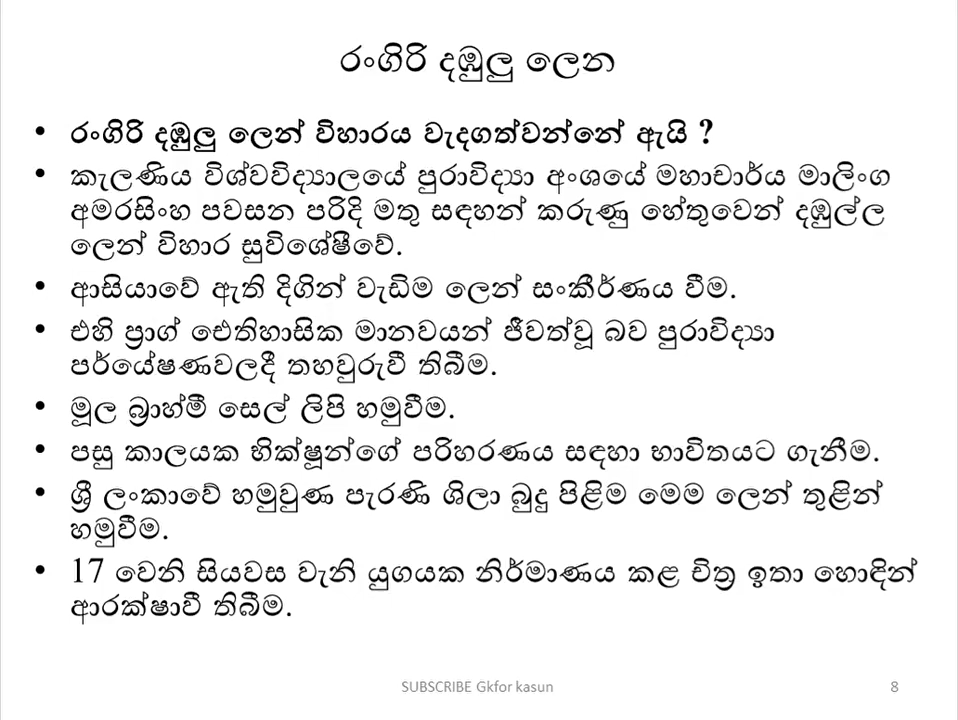 රංගිරි දඹුලු ලෙන
• රංගිරි දඹුලු ලෙන් විහාරය වැදගත්වන්නේ ඇයි ?
• කැලණිය විශ්වවිද්‍යාලයේ පුරාවිද්‍යා අංශයේ මහාචාර්ය මාලිංග
අමරසිංහ පවසන පරිදි මතු සඳහන් කරුණු හේතුවෙන් දඹුල්ල
ලෙන් විහාර සුවිශේෂීවේ.
• ආසියාවේ ඇති දිගින් වැඩිම ලෙන් සංකීර්ණය වීම.
• එහි ප්‍රාග් ඓතිහාසික මානවයන් ජීවත්වූ බව පුරාවිද්‍යා
පර්යේෂණවලදී තහවුරුවී තිබීම.
• මූල බ්‍රාහ්මී සෙල් ලිපි හමුවීම.
• පසු කාලයක භික්ෂූන්ගේ පරිහරණය සඳහා භාවිතයට ගැනීම.
• ශ්‍රී ලංකාවේ හමුවුණ පැරණි ශිලා බුදු පිළිම මෙම ලෙන් තුළින්
හමුවීම.
• 17 වෙනි සියවස වැනි යුගයක නිර්මාණය කළ චිත්‍ර ඉතා හොඳින්
ආරක්ෂාවී තිබීම.
SUBSCRIBE Gkfor kasun
8